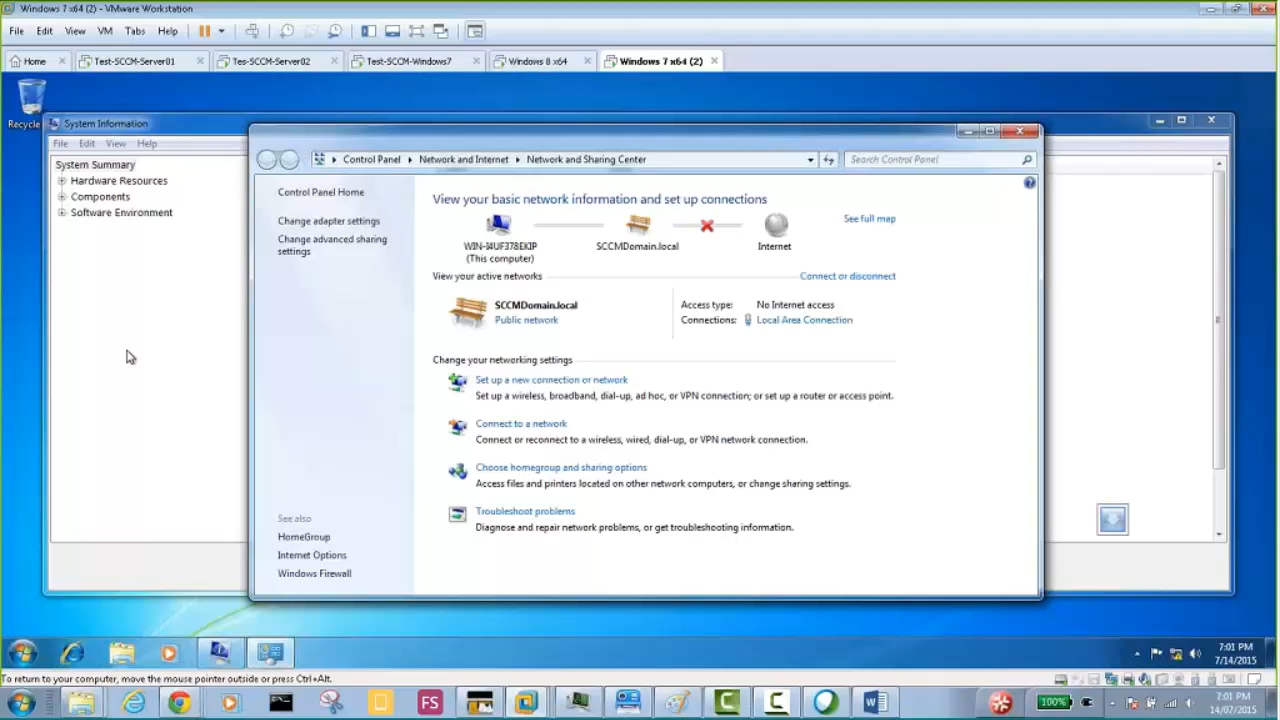 Windows 7 x64 (2) - VMware Workstation
File Edit View VM Tabs Help
Home Test-SCCM-Server01 Tes-SCCM-Server02 Test-SCCM-Windows7 Windows 8 x64 Windows 7 x64 (2)
Recycle
System Information
File Edit View Help
System Summary
Hardware Resources
Components
Software Environment
Control Panel Network and Internet Network and Sharing Center Search Control Panel
Control Panel Home
Change adapter settings
Change advanced sharing
settings
View your basic network information and set up connections
See full map
WIN-I4UF378EKIP SCCMDomain.local Internet
(This computer)
View your active networks Connect or disconnect
SCCMDomain.local
Public network
Access type: No Internet access
Connections: Local Area Connection
Change your networking settings
Set up a new connection or network
Set up a wireless, broadband, dial-up, ad hoc, or VPN connection; or set up a router or access point.
Connect to a network
Connect or reconnect to a wireless, wired, dial-up, or VPN network connection.
Choose homegroup and sharing options
Access files and printers located on other network computers, or change sharing settings.
Troubleshoot problems
Diagnose and repair network problems, or get troubleshooting information.
See also
HomeGroup
Internet Options
Windows Firewall
7:01 PM
7/14/2015
To return to your computer, move the mouse pointer outside or press Ctrl+Alt.
FS
100%
7:01 PM
14/07/2015